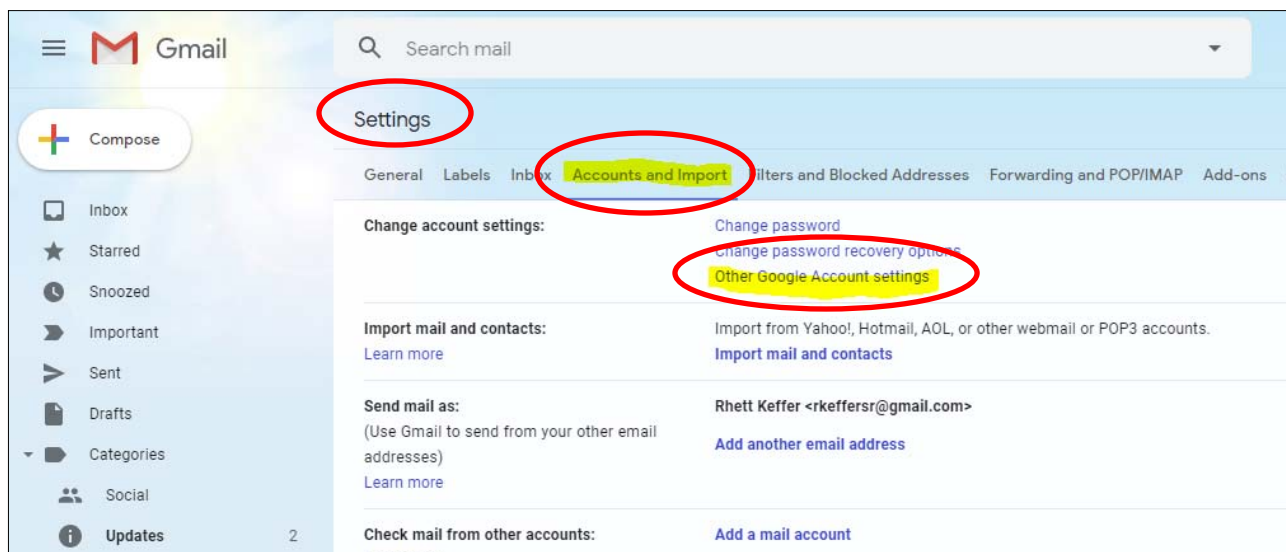 Gmail
Search mail
Settings
Compose
General Labels Inbox Accounts and Import Filters and Blocked Addresses Forwarding and POP/IMAP Add-ons
Inbox
Starred
Snoozed
Important
Sent
Drafts
Categories
Social
Updates 2
Change account settings: Change password
Change password recovery options
Other Google Account settings
Import mail and contacts: Import from Yahoo!, Hotmail, AOL, or other webmail or POP3 accounts.
Learn more Import mail and contacts
Send mail as: Rhett Keffer <rkeffersr@gmail.com>
(Use Gmail to send from your other email
addresses)
Add another email address
Learn more
Check mail from other accounts: Add a mail account